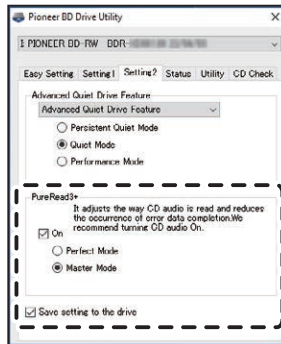 Pioneer BD Drive Utility
PIONEER BD-RW BDR-
Easy Setting Setting1 Setting2 Status Utility CD Check
Advanced Quiet Drive Feature
Advanced Quiet Drive Feature
Persistent Quiet Mode
Quiet Mode
Performance Mode
PureRead3+
It adjusts the way CD audio is read and reduces
the occurrence of error data completion.We
recommend turning CD audio On.
On
Perfect Mode
Master Mode
Save setting to the drive